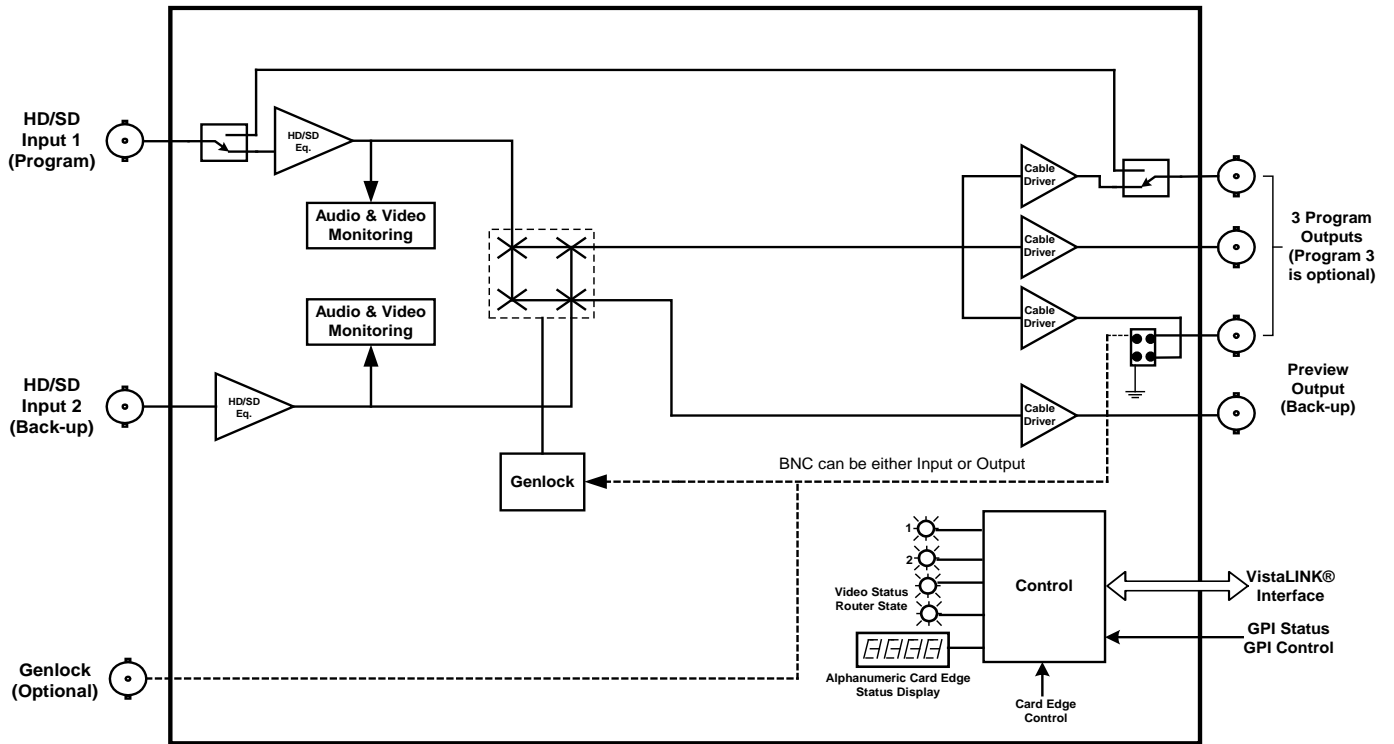 HD/SD
Input 1
(Program)
HD/SD
Eq.
Audio & Video
Monitoring
Cable
Driver
Cable
Driver
Cable
Driver
3 Program
Outputs
(Program 3
is optional)
Audio & Video
Monitoring
HD/SD
Input 2
(Back-up)
HD/SD
Eq.
Cable
Driver
Preview
Output
(Back-up)
Genlock
BNC can be either Input or Output
1
2
Video Status
Router State
Control
VistaLINK®
Interface
GPI Status
GPI Control
Alphanumeric Card Edge
Status Display
Card Edge
Control
Genlock
(Optional)